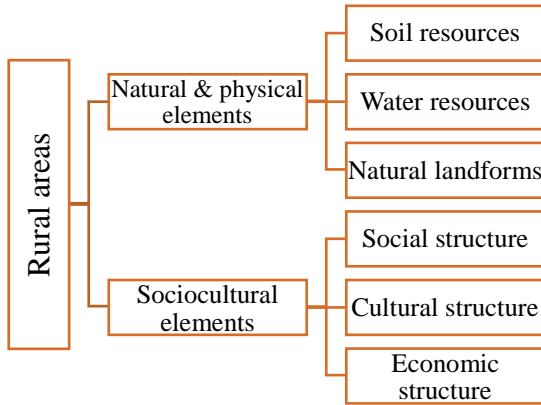 Rural areas
Natural & physical
elements
Soil resources
Water resources
Natural landforms
Sociocultural
elements
Social structure
Cultural structure
Economic
structure